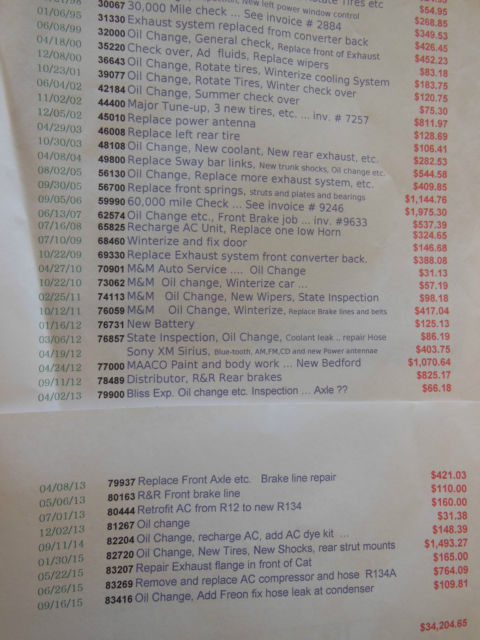 Rotate Tires etc $54.95
New left power window control $268.85
30067 30,000 Mile check ... See invoice # 2884 $349.53
01/06/95 31330 Exhaust system replaced from converter back $426.45
06/08/99 32000 Oil Change, General check, Replace front of Exhaust $452.23
04/18/00 35220 Check over, Ad fluids, Replace wipers $83.18
12/08/00 36643 Oil Change, Rotate tires, Winterize cooling System $183.75
10/23/01 39077 Oil Change, Rotate Tires, Winter check over $120.75
06/04/02 42184 Oil Change, Summer check over $75.30
11/02/02 44400 Major Tune-up, 3 new tires, etc. ... inv. # 7257 $811.97
12/05/02 45010 Replace power antenna $128.69
04/29/03 46008 Replace left rear tire $106.41
10/30/03 48108 Oil Change, New coolant, New rear exhaust, etc. $282.53
04/08/04 49800 Replace Sway bar links, New trunk shocks, Oil change etc. $544.58
08/02/05 56130 Oil Change, Replace more exhaust system, etc. $409.85
09/30/05 56700 Replace front springs, struts and plates and bearings $1,144.76
09/05/06 59990 60,000 Mile check ... See invoice # 9246 $1,975.30
06/13/07 62574 Oil Change etc., Front Brake job ... inv. #9633 $537.39
07/16/08 65825 Recharge AC Unit, Replace one low Horn $324.65
07/10/09 68460 Winterize and fix door $146.68
10/22/09 69330 Replace Exhaust system front converter back. $388.08
04/27/10 70901 M&M Auto Service .... Oil Change $31.13
10/22/10 73062 M&M Oil Change, Winterize car ... $57.19
02/25/11 74113 M&M Oil Change, New Wipers, State Inspection $98.18
10/12/11 76059 M&M Oil Change, Winterize, Replace Brake lines and belts $417.04
01/16/12 76731 New Battery $125.13
03/06/12 76857 State Inspection, Oil Change, Coolant leak .. repair Hose $86.19
04/19/12 Sony XM Sirius, Blue-tooth, AM,FM,CD and new Power antennae $403.75
04/24/12 77000 MAACO Paint and body work ... New Bedford $1,070.64
09/11/12 78489 Distributor, R&R Rear brakes $825.17
04/02/13 79900 Bliss Exp. Oil change etc. Inspection ... Axle ?? $66.18
04/08/13 79937 Replace Front Axle etc. Brake line repair $421.03
05/06/13 80163 R&R Front brake line $110.00
07/01/13 80444 Retrofit AC from R12 to new R134 $160.00
12/02/13 81267 Oil change $31.38
09/11/14 82204 Oil Change, recharge AC, add AC dye kit ... $148.39
01/30/15 82720 Oil Change, New Tires, New Shocks, rear strut mounts $1,493.27
05/22/15 83207 Repair Exhaust flange in front of Cat $165.00
06/26/15 83269 Remove and replace AC compressor and hose R134A $764.09
09/16/15 83416 Oil Change, Add Freon fix hose leak at condenser $109.81
$34,204.65